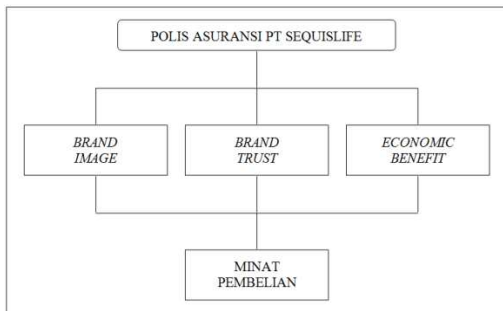 POLIS ASURANSI PT SEQUISLIFE
BRAND
IMAGE
BRAND
TRUST
ECONOMIC
BENEFIT
MINAT
PEMBELIAN